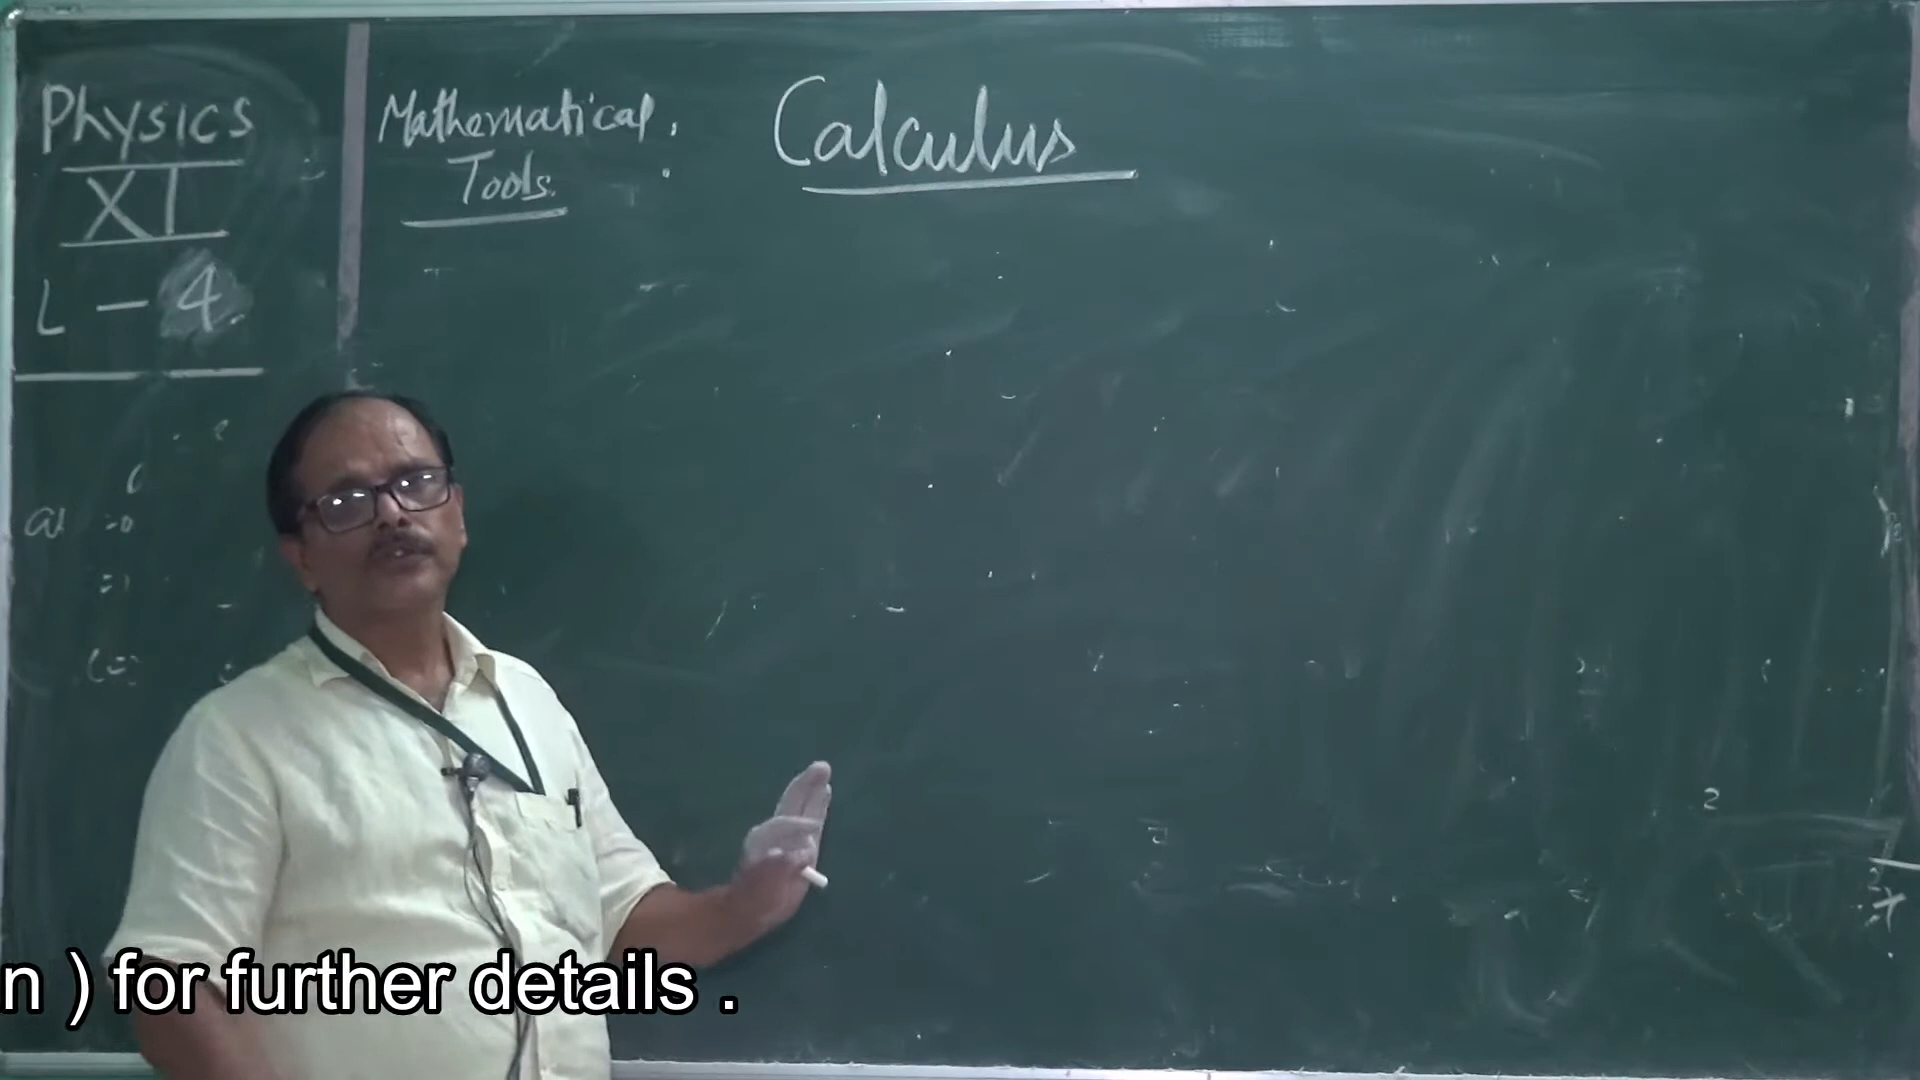 Physics
XI
L - 4
Mathematical
Tools.
Calculus
n ) for further details .